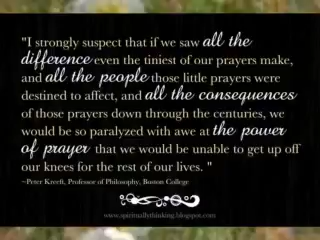 "I strongly suspect that if we saw all the
difference even the tiniest of our prayers make,
and all the people those little prayers were
destined to affect, and all the consequences
of those prayers down through the centuries, we
would be so paralyzed with awe at the power
of prayer that we would be unable to get up off
our knees for the rest of our lives. "
~Peter Kreeft, Professor of Philosophy, Boston College
www.spirituallythinking.blogspot.com